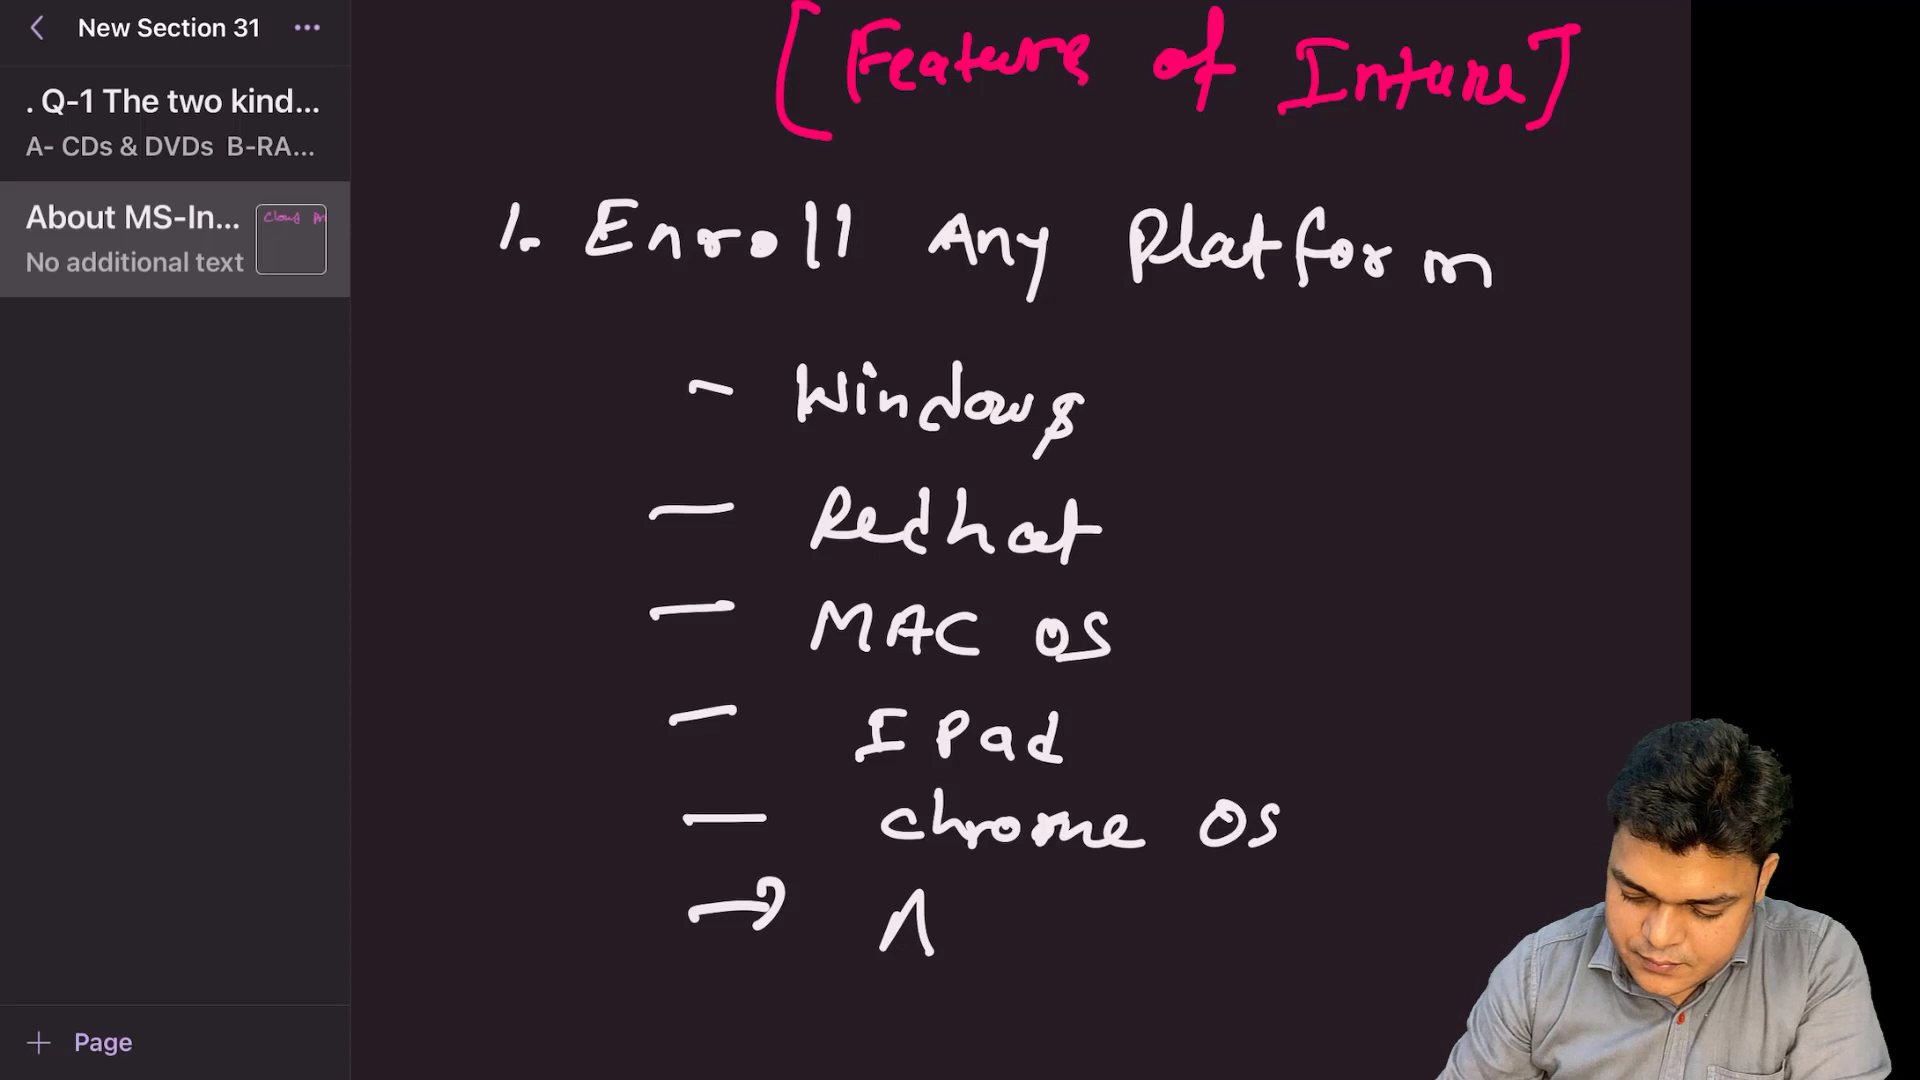 New Section 31
. Q-1 The two kind...
A- CDs & DVDs B-RA...
About MS-In...
No additional text
Page
[Feature of Intune]
1. Enroll Any Platform
- Windows
- Redhat
- MAC OS
- I Pad
- chrome OS